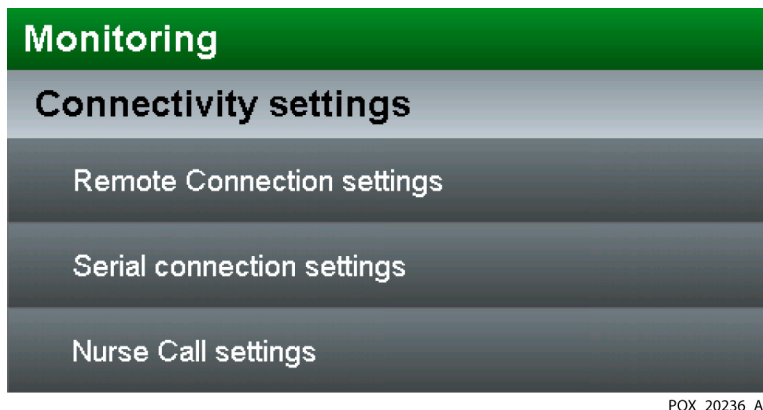 Monitoring
Connectivity settings
Remote Connection settings
Serial connection settings
Nurse Call settings
POX_20236_A